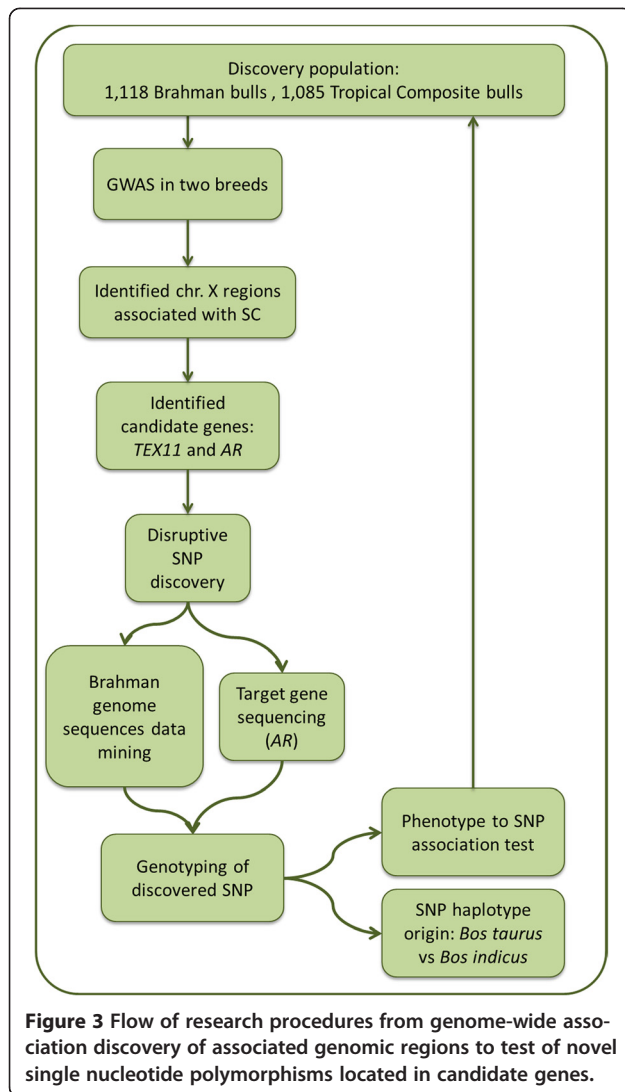 Discovery population:
1,118 Brahman bulls , 1,085 Tropical Composite bulls
GWAS in two breeds
Identified chr. X regions
associated with SC
Identified
candidate genes:
TEX11 and AR
Disruptive
SNP
discovery
Brahman
genome
sequences data
mining
Target gene
sequencing
(AR)
Genotyping of
discovered SNP
Phenotype to SNP
association test
SNP haplotype
origin: Bos taurus
vs Bos indicus
Figure 3 Flow of research procedures from genome-wide asso-
ciation discovery of associated genomic regions to test of novel
single nucleotide polymorphisms located in candidate genes.